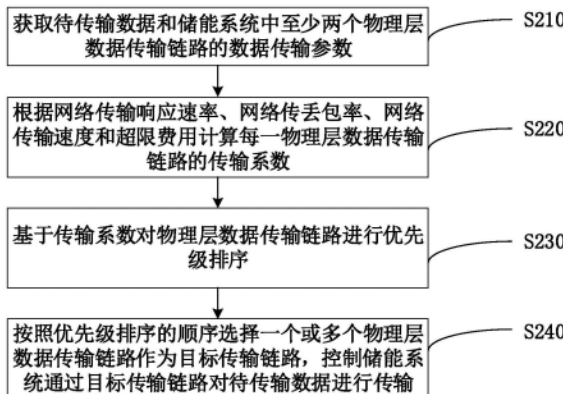 获取待传输数据和储能系统中至少两个物理层
数据传输链路的数据传输参数
S210
根据网络传输响应速率、网络传丢包率、网络
传输速度和超限费用计算每一物理层数据传输
链路的传输系数
S220
基于传输系数对物理层数据传输链路进行优先
级排序
S230
按照优先级排序的顺序选择一个或多个物理层
数据传输链路作为目标传输链路，控制储能系
统通过目标传输链路对待传输数据进行传输
S240